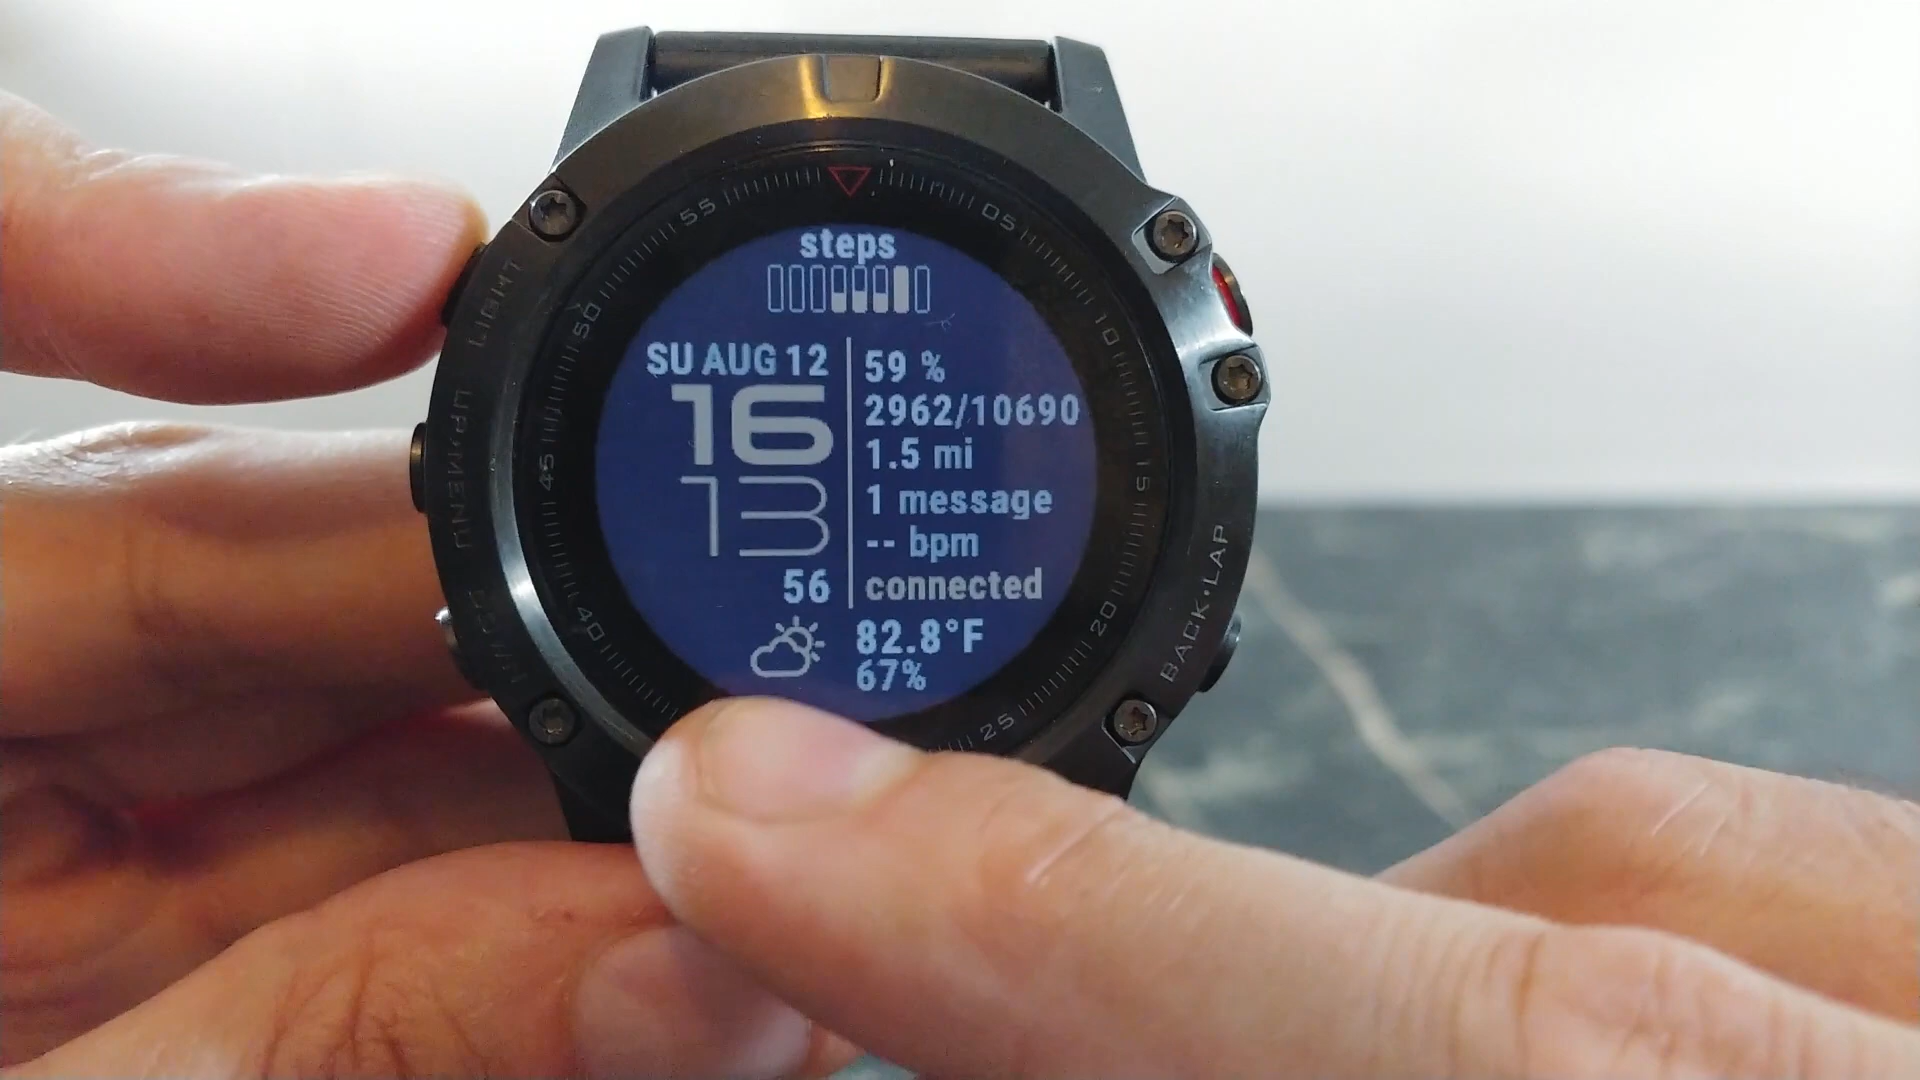 steps
SU AUG 12
16
13
56
59 %
2962/10690
1.5 mi
1 message
-- bpm
connected
82.8°F
67%
55
05
10
15
20
25
40
45
50
LIGHT
UP·MENU
DOWN
BACK·LAP